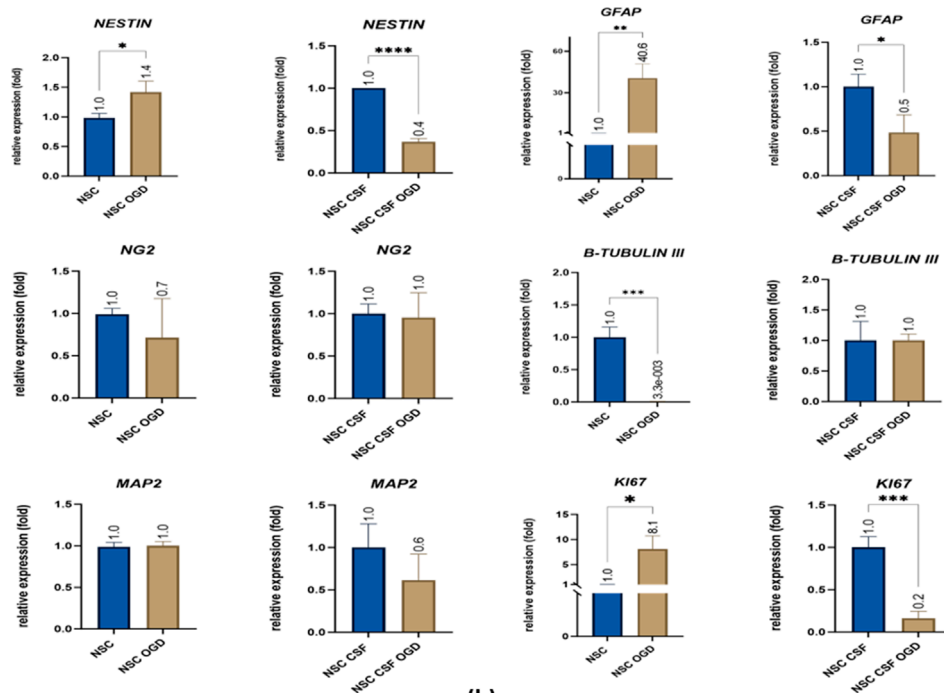 NESTIN
*
relative expression (fold)
2.0
1.5
1.0
0.5
0.0
1.0
1.4
NSC
NSC OGD
NESTIN
****
relative expression (fold)
1.5
1.0
0.5
0.0
1.0
0.4
NSC CSF
NSC CSF OGD
GFAP
**
relative expression (fold)
60
30
1
0
1.0
40.6
NSC
NSC OGD
GFAP
*
relative expression (fold)
1.5
1.0
0.5
0.0
1.0
0.5
NSC CSF
NSC CSF OGD
NG2
relative expression (fold)
1.5
1.0
0.5
0.0
1.0
0.7
NSC
NSC OGD
NG2
relative expression (fold)
1.5
1.0
0.5
0.0
1.0
1.0
NSC CSF
NSC CSF OGD
B-TUBULIN III
***
relative expression (fold)
2.0
1.5
1.0
0.5
0.0
1.0
3.3e-003
NSC
NSC OGD
B-TUBULIN III
relative expression (fold)
2.0
1.5
1.0
0.5
0.0
1.0
1.0
NSC CSF
NSC CSF OGD
MAP2
relative expression (fold)
1.5
1.0
0.5
0.0
1.0
1.0
NSC
NSC OGD
MAP2
relative expression (fold)
1.5
1.0
0.5
0.0
1.0
0.6
NSC CSF
NSC CSF OGD
KI67
*
relative expression (fold)
15
10
5
1
0
1.0
8.1
NSC
NSC OGD
KI67
***
relative expression (fold)
1.5
1.0
0.5
0.0
1.0
0.2
NSC CSF
NSC CSF OGD